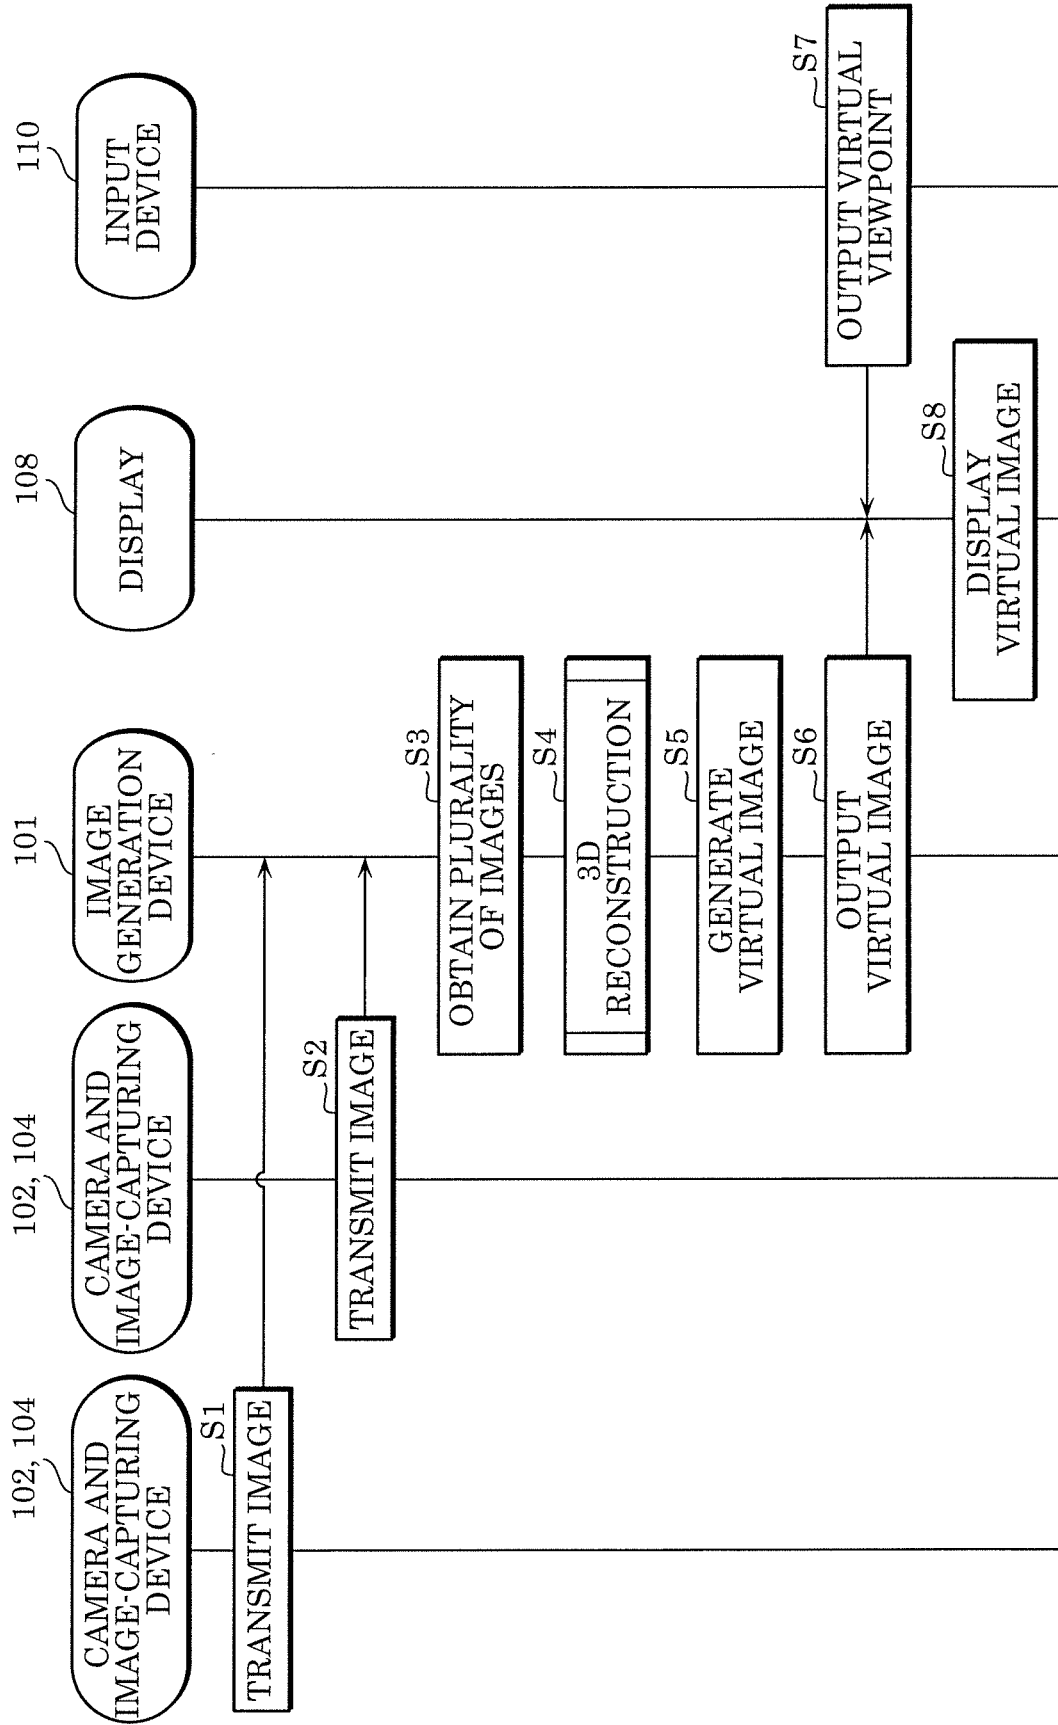 102, 104
CAMERA AND
IMAGE-CAPTURING
DEVICE
102, 104
CAMERA AND
IMAGE-CAPTURING
DEVICE
101
IMAGE
GENERATION
DEVICE
108
DISPLAY
110
INPUT
DEVICE
S1
TRANSMIT IMAGE
S2
TRANSMIT IMAGE
S3
OBTAIN PLURALITY
OF IMAGES
S4
3D
RECONSTRUCTION
S5
GENERATE
VIRTUAL IMAGE
S6
OUTPUT
VIRTUAL IMAGE
S7
OUTPUT VIRTUAL
VIEWPOINT
S8
DISPLAY
VIRTUAL IMAGE